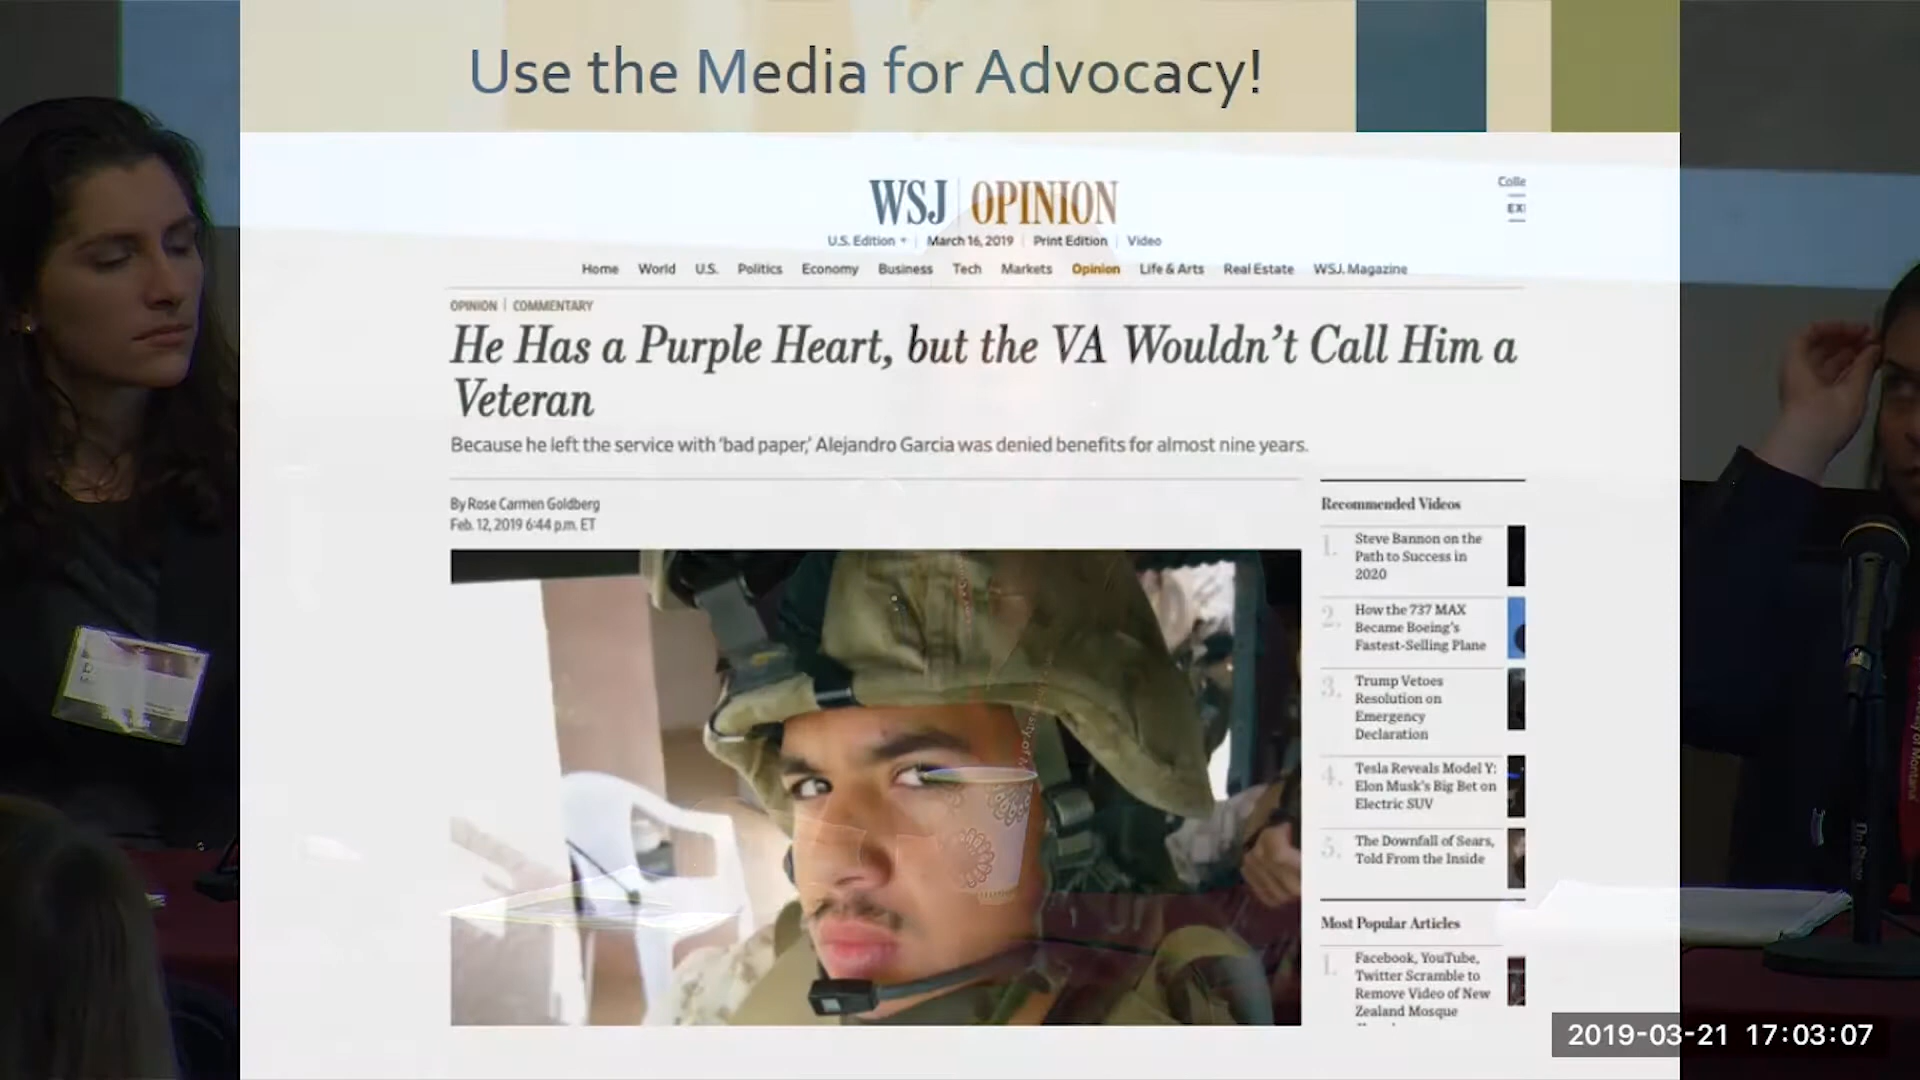 Use the Media for Advocacy!
WSJ OPINION
Colle
EX
U.S. Edition March 16, 2019 Print Edition Video
Home World U.S. Politics Economy Business Tech Markets Opinion Life & Arts Real Estate WSJ. Magazine
OPINION | COMMENTARY
He Has a Purple Heart, but the VA Wouldn't Call Him a
Veteran
Because he left the service with 'bad paper,' Alejandro Garcia was denied benefits for almost nine years.
By Rose Carmen Goldberg
Feb. 12, 2019 6:44 p.m. ET
Recommended Videos
1. Steve Bannon on the
Path to Success in
2020
2. How the 737 MAX
Became Boeing's
Fastest-Selling Plane
3. Trump Vetoes
Resolution on
Emergency
Declaration
4. Tesla Reveals Model Y:
Elon Musk's Big Bet on
Electric SUV
5. The Downfall of Sears,
Told From the Inside
Most Popular Articles
1. Facebook, YouTube,
Twitter Scramble to
Remove Video of New
Zealand Mosque
2019-03-21 17:03:07